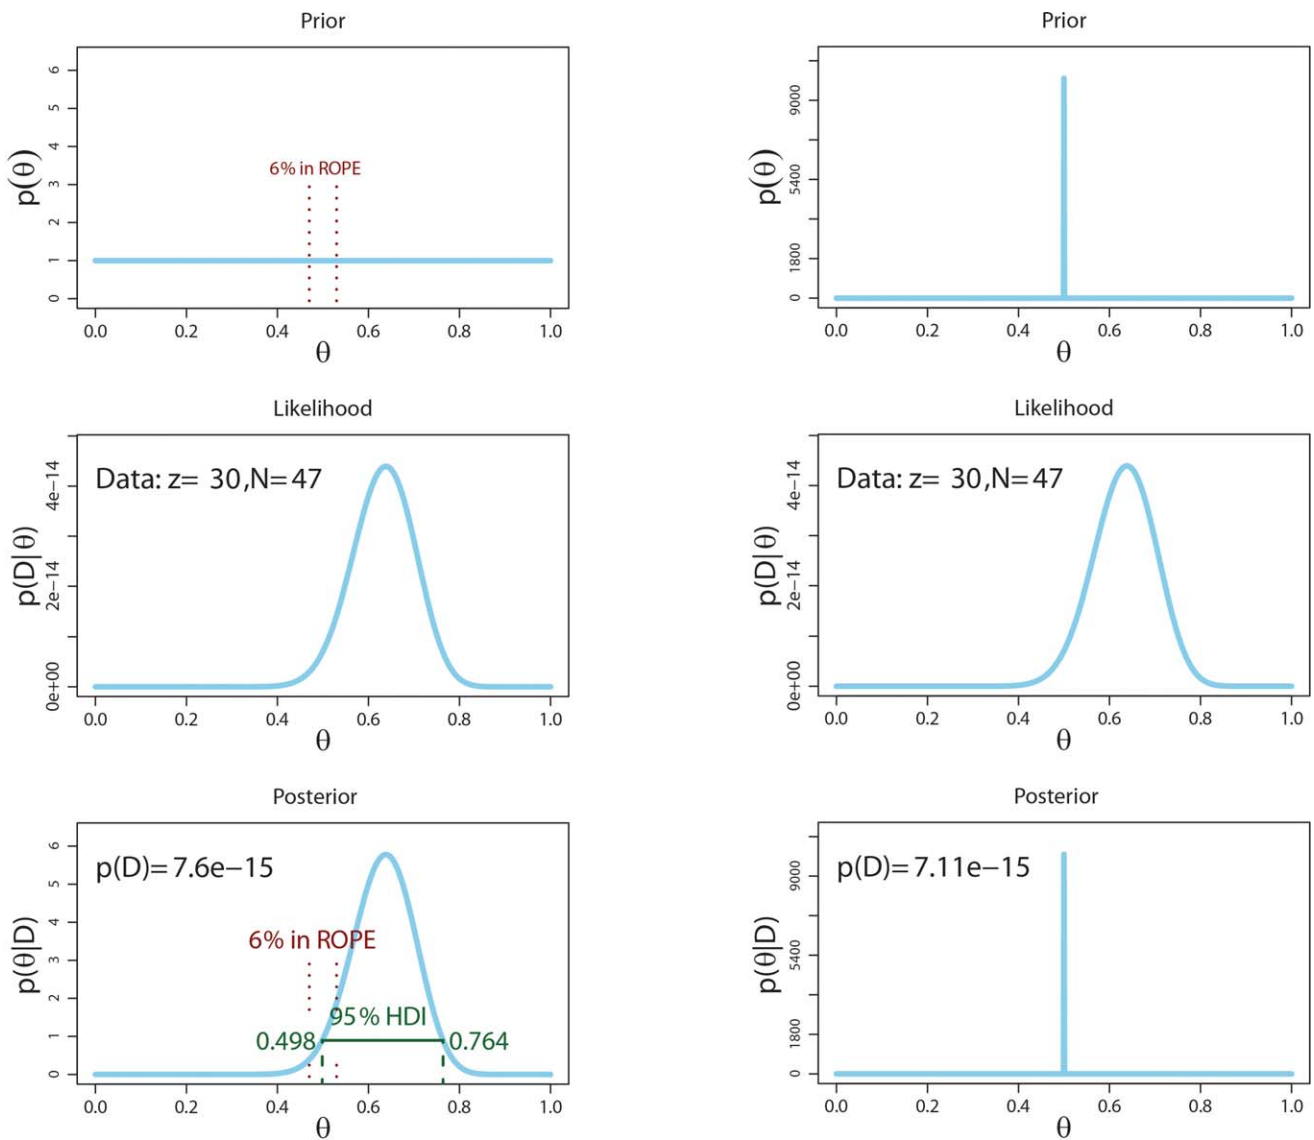 Prior
p(θ)
6
5
4
3
2
1
0
6% in ROPE
0.0 0.2 0.4 0.6 0.8 1.0
θ
Prior
p(θ)
9000
5400
1800
0
0.0 0.2 0.4 0.6 0.8 1.0
θ
Likelihood
p(D|θ)
4e−14
2e−14
0e+00
Data: z= 30,N= 47
0.0 0.2 0.4 0.6 0.8 1.0
θ
Likelihood
p(D|θ)
4e−14
2e−14
0e+00
Data: z= 30,N= 47
0.0 0.2 0.4 0.6 0.8 1.0
θ
Posterior
p(θ|D)
6
5
4
3
2
1
0
p(D)= 7.6e−15
6% in ROPE
95% HDI
0.498 0.764
0.0 0.2 0.4 0.6 0.8 1.0
θ
Posterior
p(θ|D)
9000
5400
1800
0
p(D)= 7.11e−15
0.0 0.2 0.4 0.6 0.8 1.0
θ